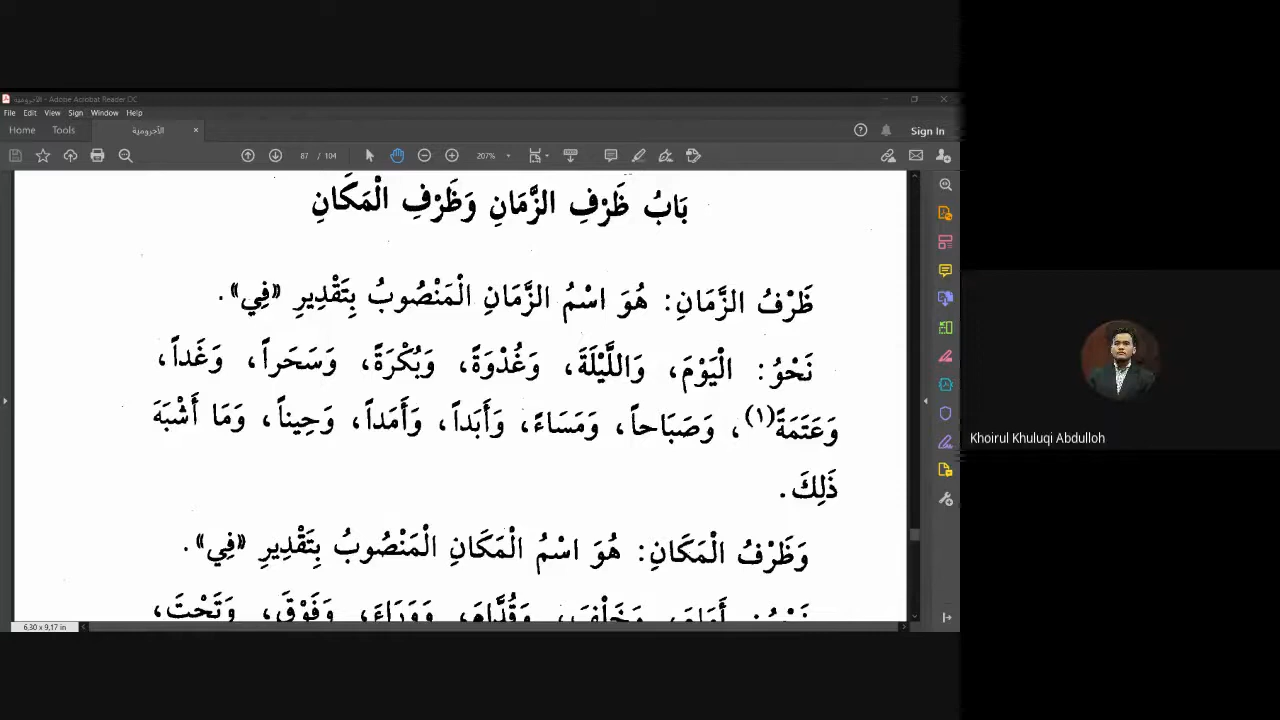 الآجرومية - Adobe Acrobat Reader DC
File Edit View Sign Window Help
Home Tools الآجرومية × Sign In
87 / 104 207%
بَابُ ظَرْفِ الزَّمَانِ وَظَرْفِ الْمَكَانِ
ظَرْفُ الزَّمَانِ: هُوَ اسْمُ الزَّمَانِ الْمَنْصُوبُ بِتَقْدِيرِ «فِي».
نَحْوُ: الْيَوْمَ، وَاللَّيْلَةَ، وَغُدْوَةً، وَبُكْرَةً، وَسَحَراً، وَغَداً،
وَعَتَمَةً(١)، وَصَبَاحاً، وَمَسَاءً، وَأَبَداً، وَأَمَداً، وَحِيناً، وَمَا أَشْبَهَ
ذَلِكَ.
وَظَرْفُ الْمَكَانِ: هُوَ اسْمُ الْمَكَانِ الْمَنْصُوبُ بِتَقْدِيرِ «فِي».
نَحْوُ: أَمَامَ، وَخَلْفَ، وَقُدَّامَ، وَوَرَاءَ، وَفَوْقَ، وَتَحْتَ،
6,30 x 9,17 in
Khoirul Khuluqi Abdulloh